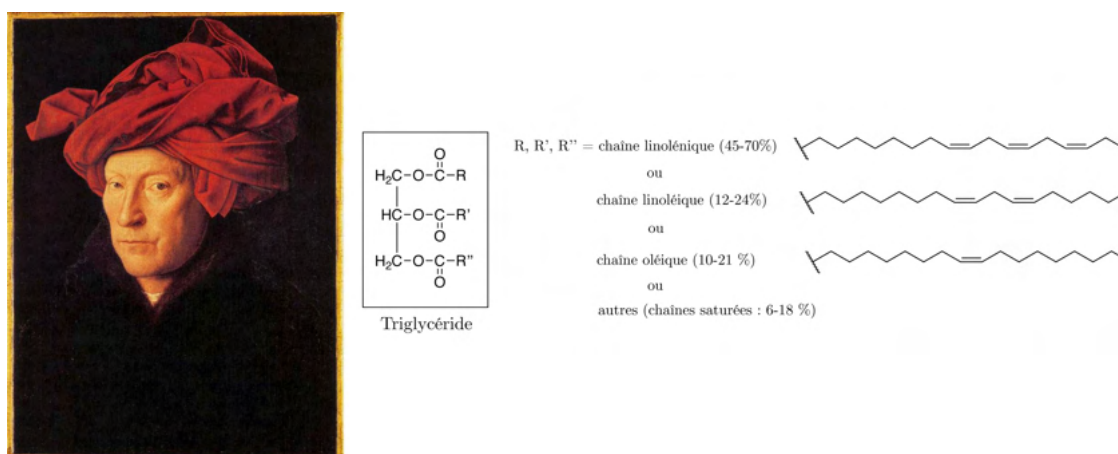 H₂C–O–C–R
O
HC–O–C–R'
O
H₂C–O–C–R''
O
Triglycéride
R, R', R'' = chaîne linolénique (45-70%)
ou
chaîne linoléique (12-24%)
ou
chaîne oléique (10-21 %)
ou
autres (chaînes saturées : 6-18 %)